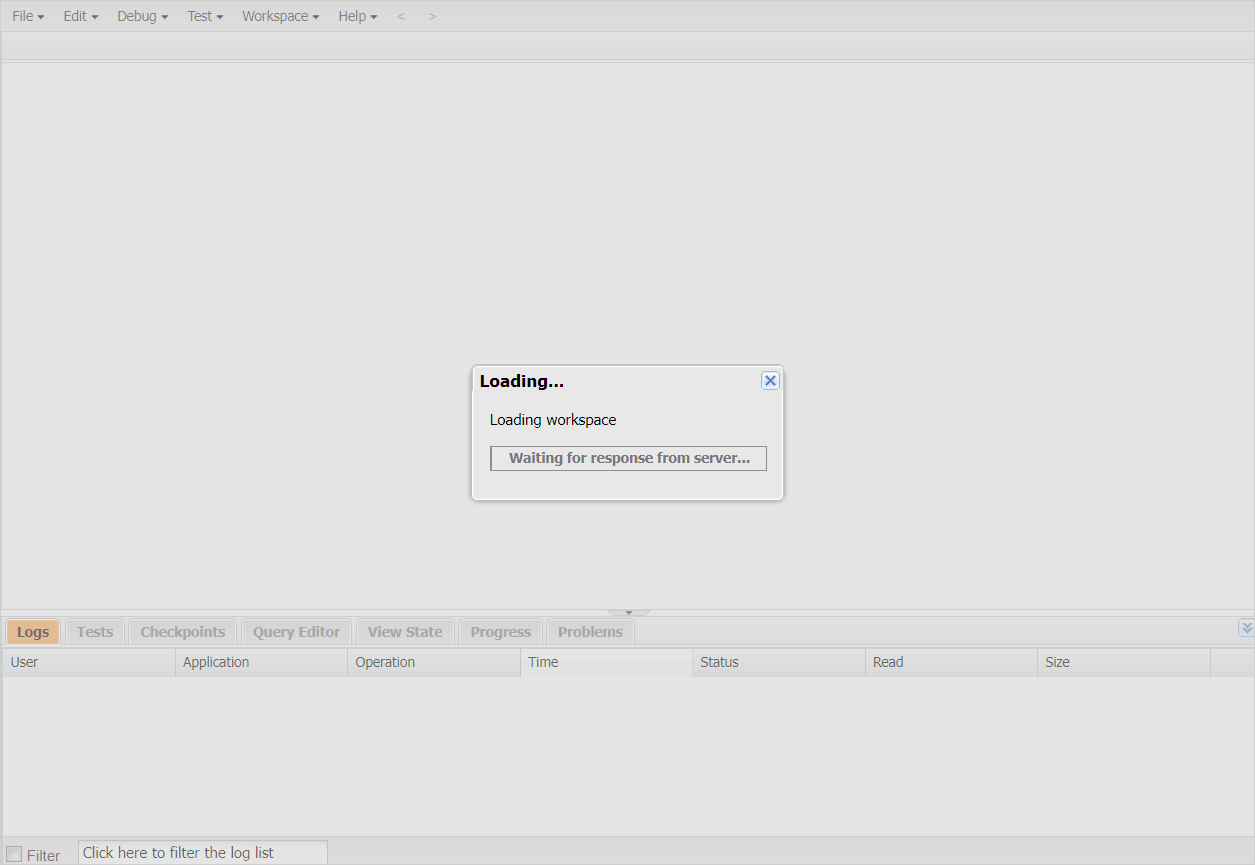 File Edit Debug Test Workspace Help < >
Loading...
Loading workspace
Waiting for response from server...
Logs Tests Checkpoints Query Editor View State Progress Problems
User Application Operation Time Status Read Size
Filter Click here to filter the log list